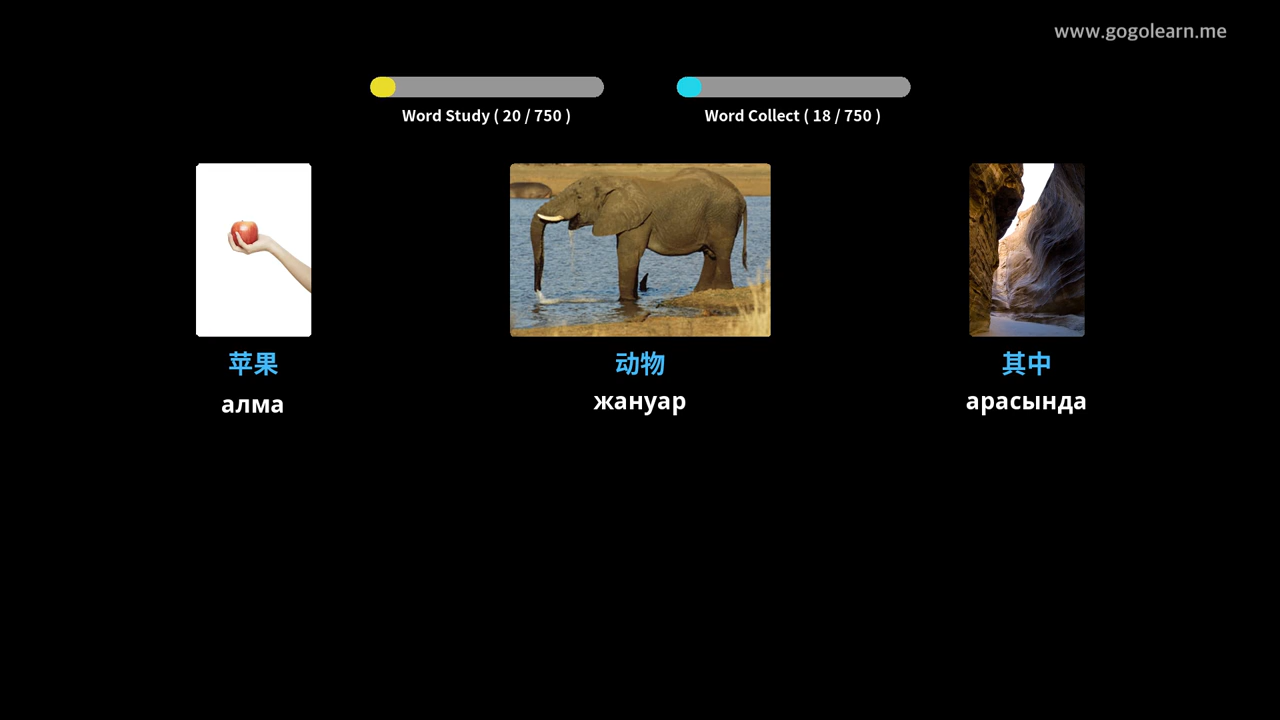 www.gogolearn.me
Word Study ( 20 / 750 )
Word Collect ( 18 / 750 )
苹果
动物
其中
алма
жануар
арасында